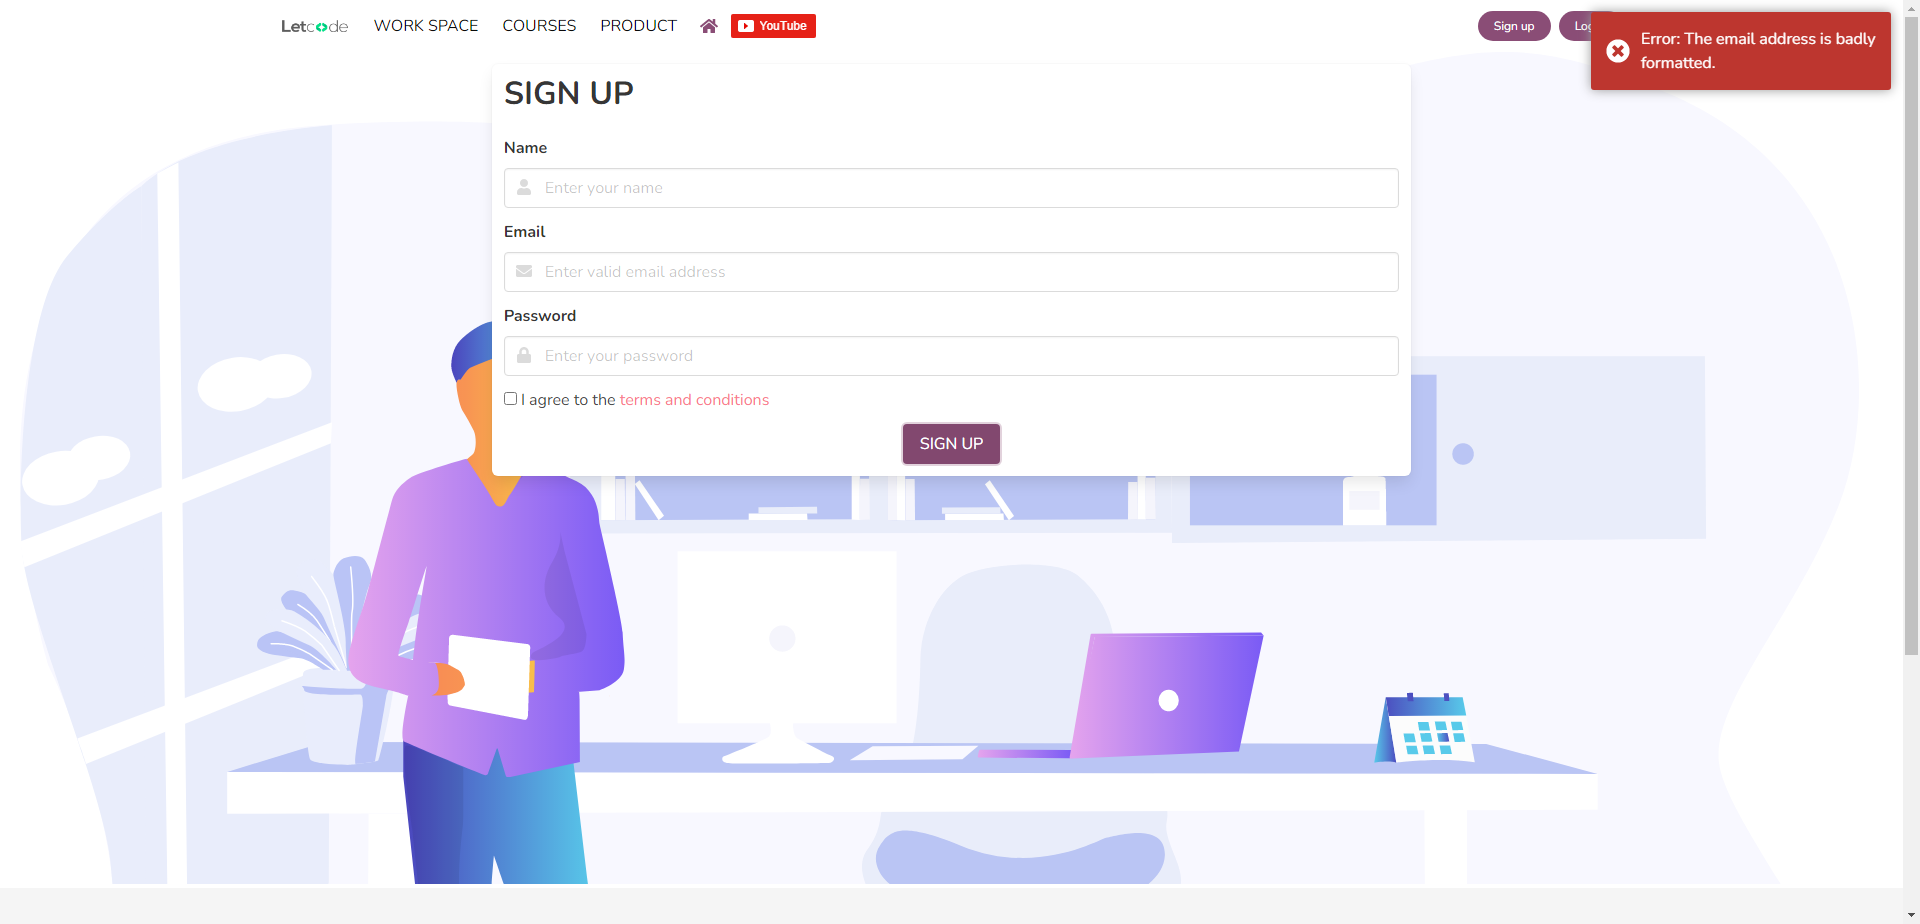 Letcode WORK SPACE COURSES PRODUCT YouTube Sign up
Error: The email address is badly
formatted.
SIGN UP
Name
Enter your name
Email
Enter valid email address
Password
Enter your password
I agree to the terms and conditions
SIGN UP